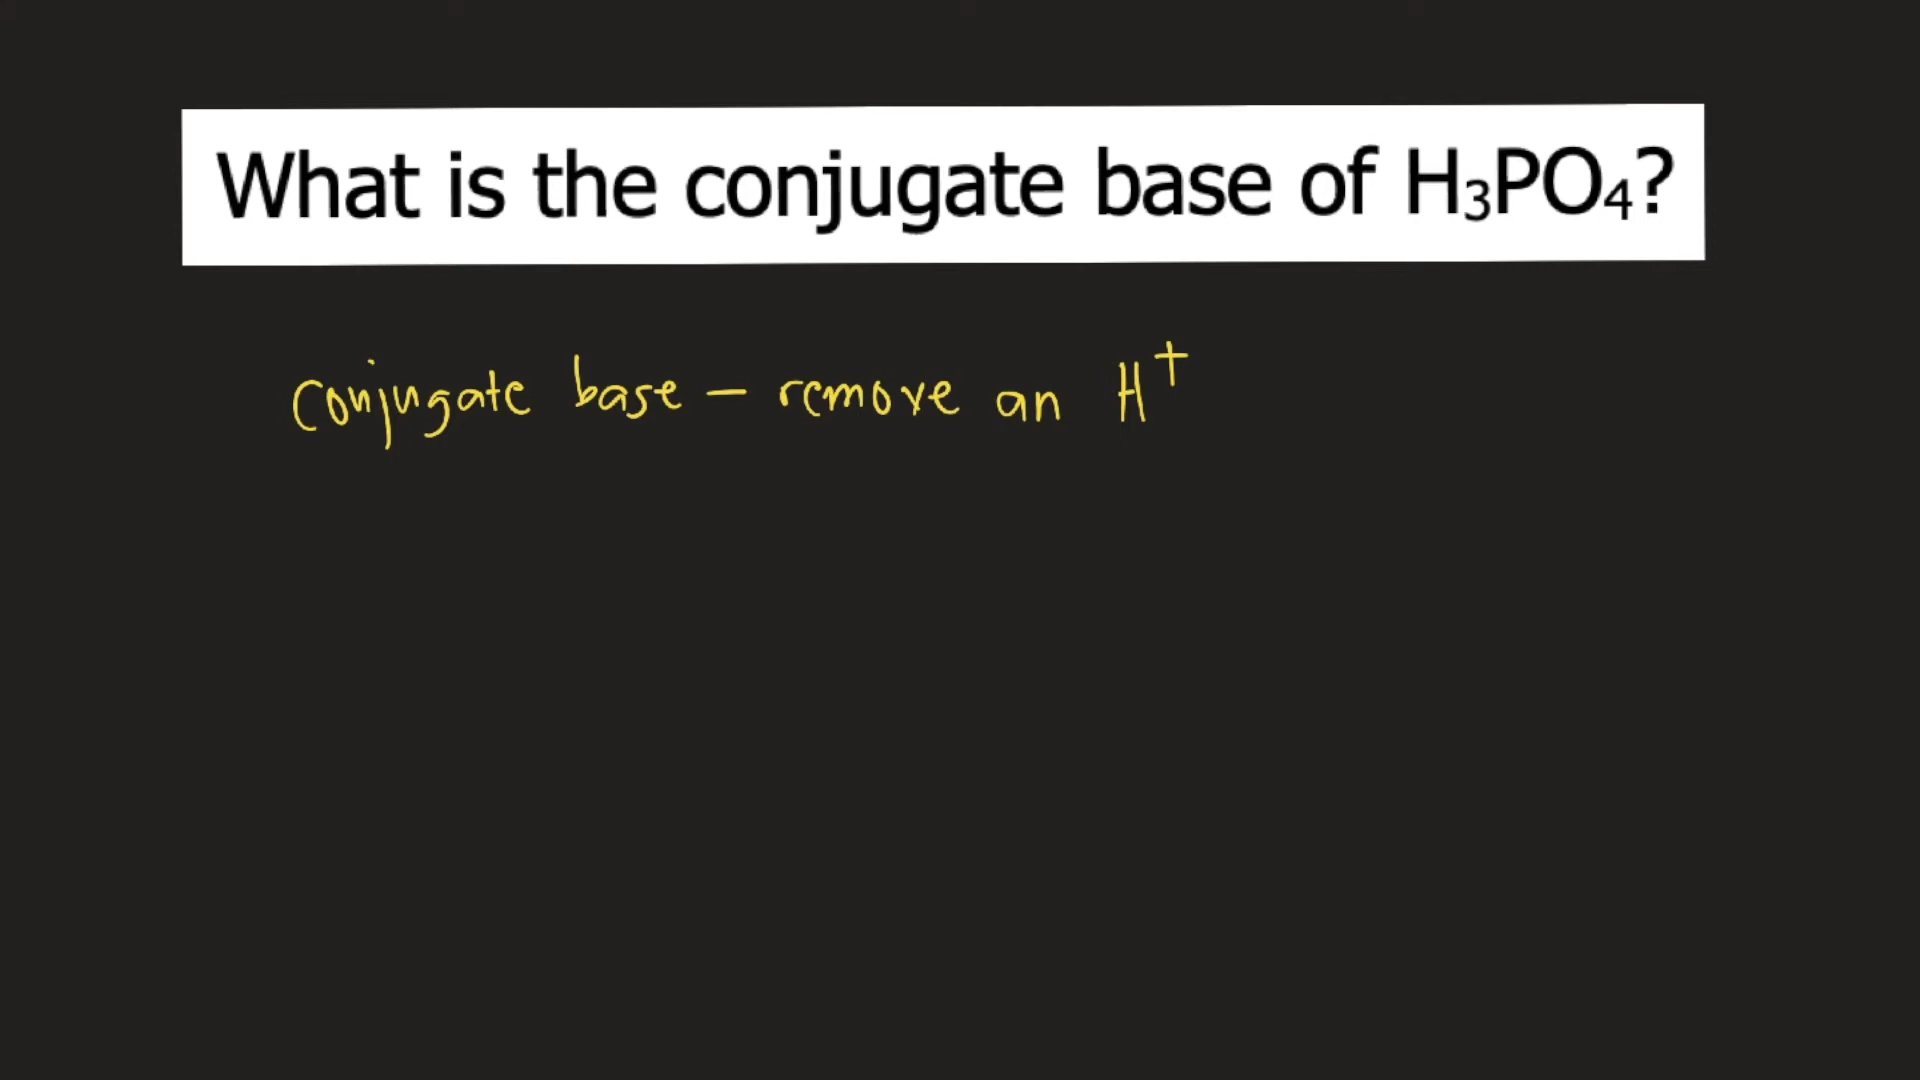 What is the conjugate base of H₃PO₄?
conjugate base – remove an H⁺